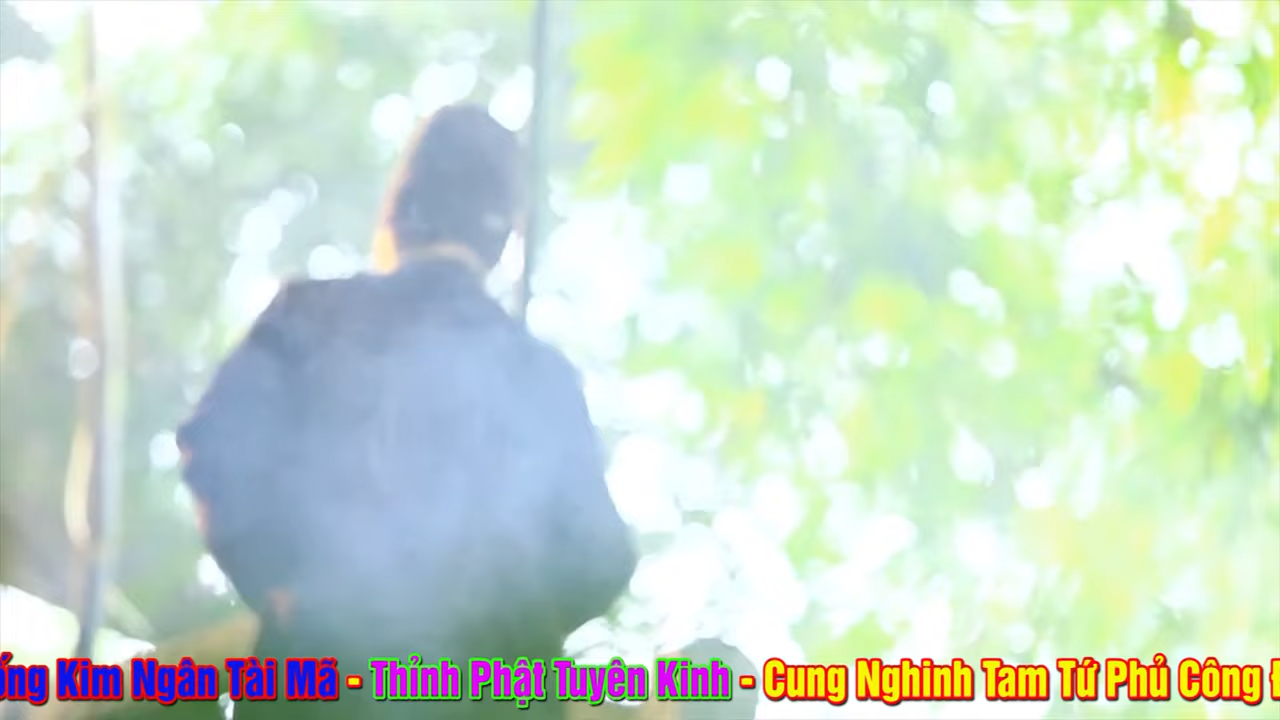 Kim Ngân Tài Mã - Thỉnh Phật Tuyên Kinh - Cung Nghinh Tam Tứ Phủ Công